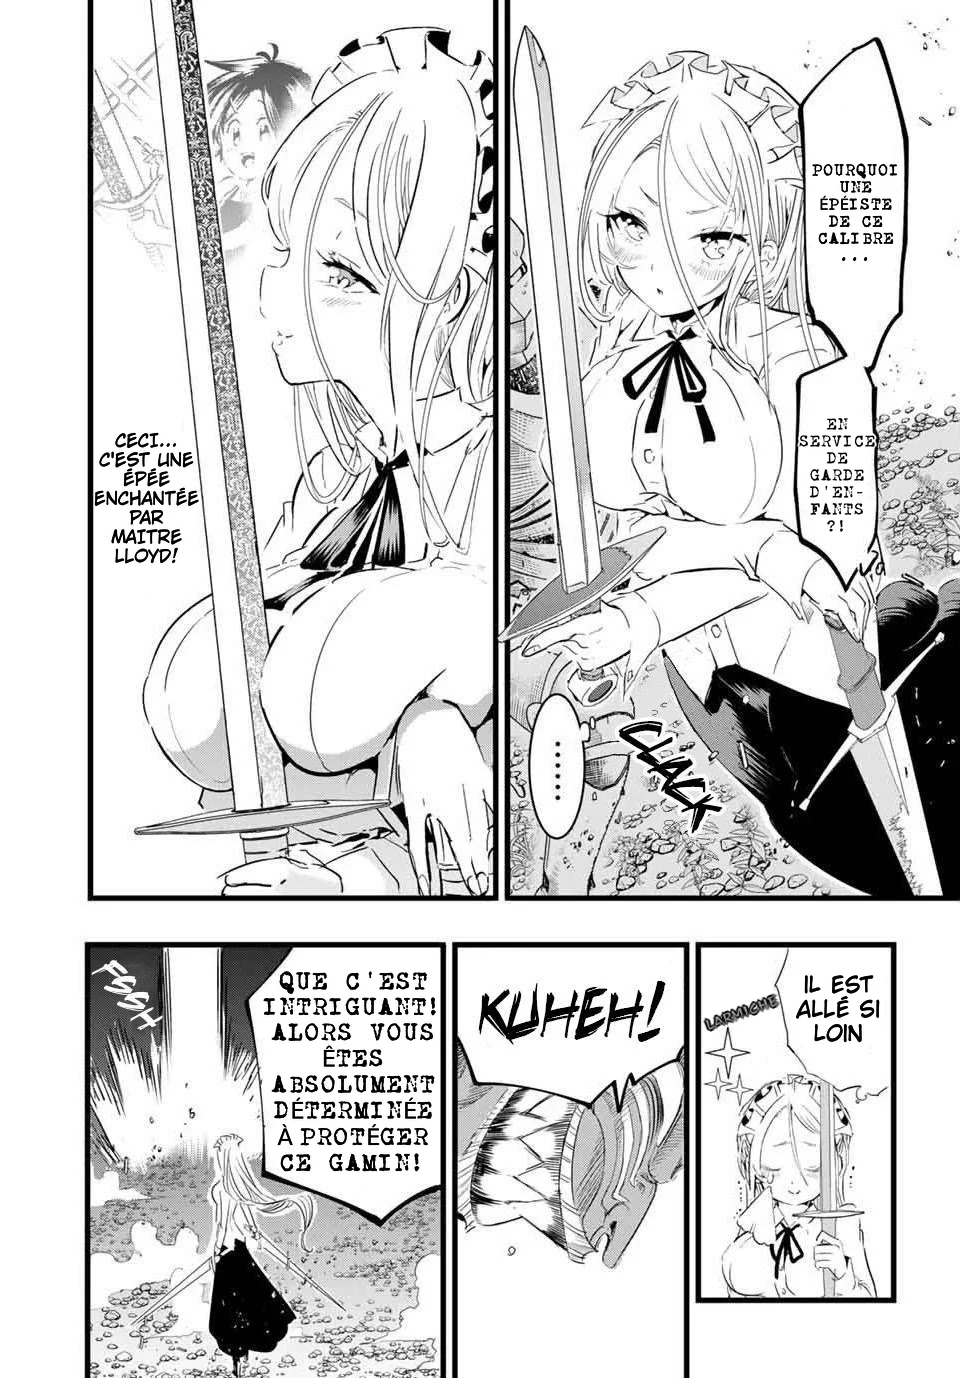 POURQUOI
UNE
ÉPÉISTE
DE CE
CALIBRE
...
EN
SERVICE
DE
GARDE
D'EN-
FANTS
?!
.......
CLACK
CECI...
C'EST UNE
ÉPÉE
ENCHANTÉE
PAR
MAITRE
LLOYD!
IL EST
ALLÉ SI
LOIN
LARMICHE
KUHEH!
QUE C'EST
INTRIGUANT!
ALORS VOUS
ÊTES
ABSOLUMENT
DÉTERMINÉE
À PROTÉGER
CE GAMIN!
FSSH